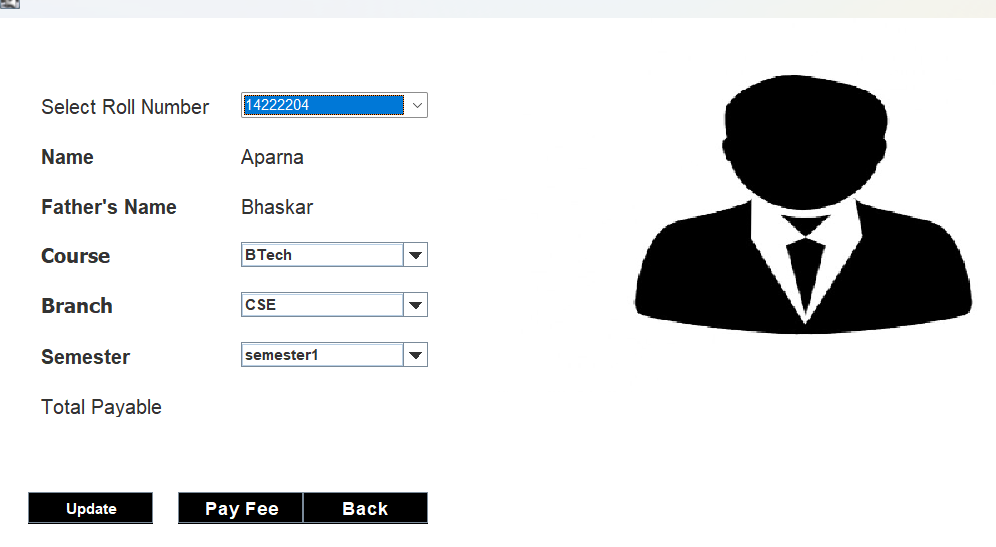 Select Roll Number 14222204
Name Aparna
Father's Name Bhaskar
Course BTech
Branch CSE
Semester semester1
Total Payable
Update Pay Fee Back